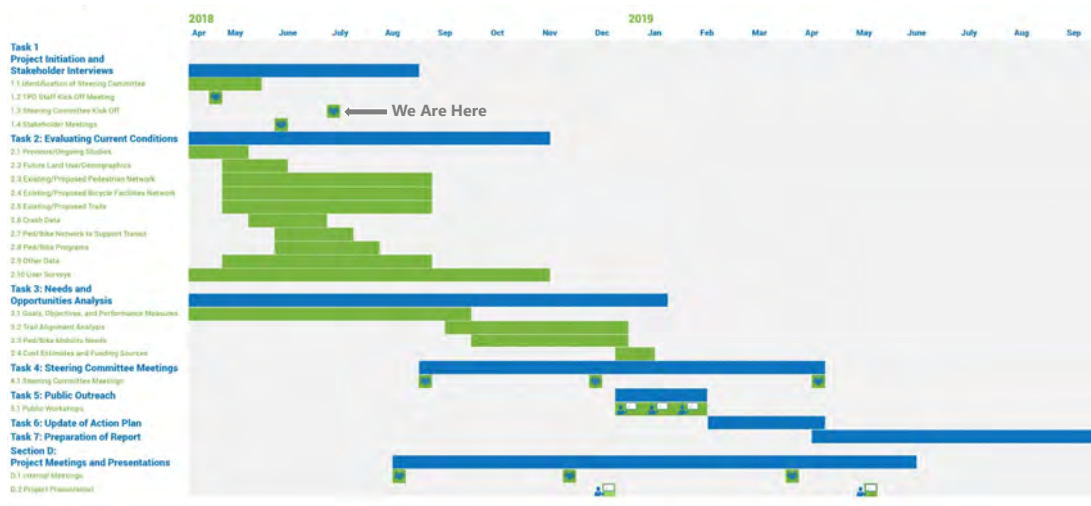 2018 2019
Apr May June July Aug Sep Oct Nov Dec Jan Feb Mar Apr May June July Aug Sep
Task 1
Project Initiation and
Stakeholder Interviews
1.1 Identification of Steering Committee
1.2 TPO Staff Kick Off Meeting
1.3 Steering Committee Kick Off
We Are Here
1.4 Stakeholder Meetings
Task 2: Evaluating Current Conditions
2.1 Previous/Ongoing Studies
2.2 Future Land Use/Demographics
2.3 Existing/Proposed Pedestrian Network
2.4 Existing/Proposed Bicycle Facilities Network
2.5 Existing/Proposed Trails
2.6 Crash Data
2.7 Ped/Bike Network to Support Transit
2.8 Ped/Bike Programs
2.9 Other Data
2.10 User Surveys
Task 3: Needs and
Opportunities Analysis
3.1 Goals, Objectives, and Performance Measures
3.2 Trail Alignment Analysis
3.3 Ped/Bike Mobility Needs
3.4 Cost Estimates and Funding Sources
Task 4: Steering Committee Meetings
4.1 Steering Committee Meetings
Task 5: Public Outreach
5.1 Public Workshops
Task 6: Update of Action Plan
Task 7: Preparation of Report
Section D:
Project Meetings and Presentations
D.1 Internal Meetings
D.2 Project Presentation